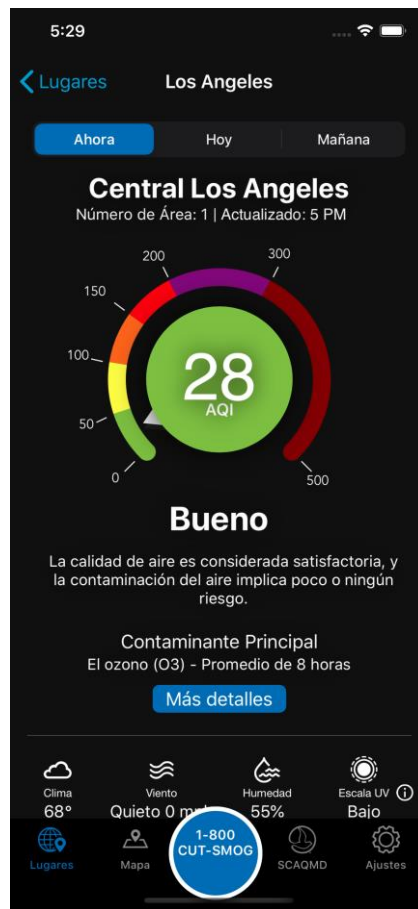 5:29
Lugares
Los Angeles
Ahora
Hoy
Mañana
Central Los Angeles
Número de Área: 1 | Actualizado: 5 PM
200
300
150
100
28
AQI
50
0
500
Bueno
La calidad de aire es considerada satisfactoria, y
la contaminación del aire implica poco o ningún
riesgo.
Contaminante Principal
El ozono (O3) - Promedio de 8 horas
Más detalles
Clima
Viento
Humedad
Escala UV
68°
Quieto 0
55%
Bajo
1-800
CUT-SMOG
Lugares
Mapa
SCAQMD
Ajustes